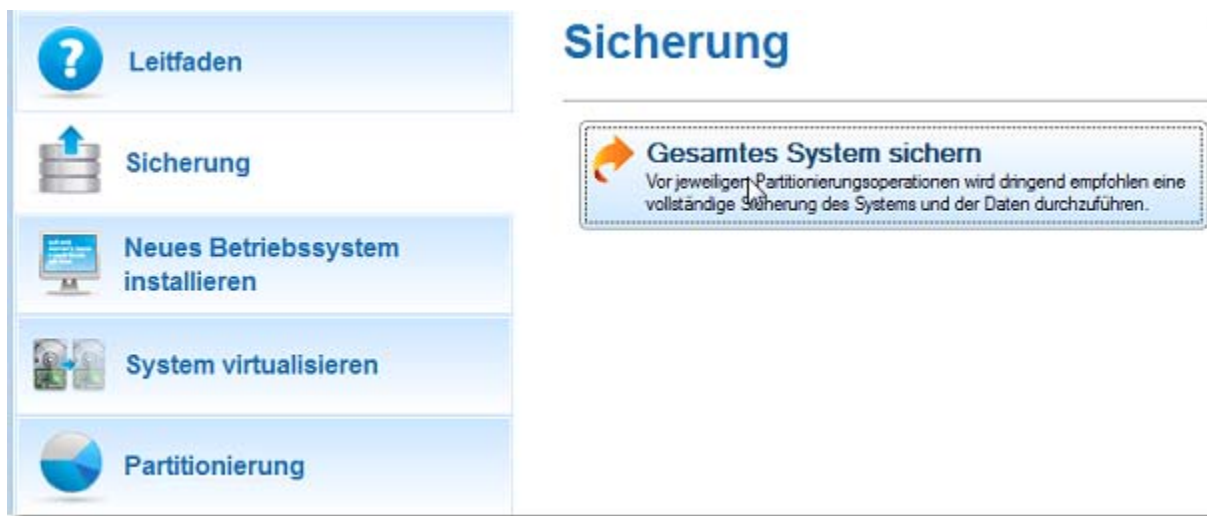 Leitfaden
Sicherung
Neues Betriebssystem
installieren
System virtualisieren
Partitionierung
Sicherung
Gesamtes System sichern
Vor jeweiligen Partitionierungsoperationen wird dringend empfohlen eine
vollständige Sicherung des Systems und der Daten durchzuführen.